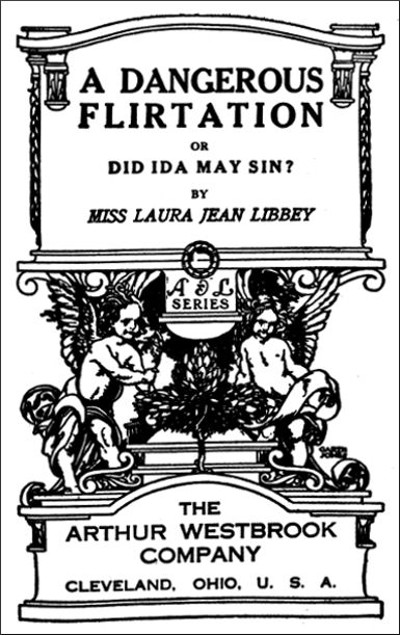 A DANGEROUS
FLIRTATION
OR
DID IDA MAY SIN?
BY
MISS LAURA JEAN LIBBEY
A & L
SERIES
THE
ARTHUR WESTBROOK
COMPANY
CLEVELAND, OHIO, U. S. A.